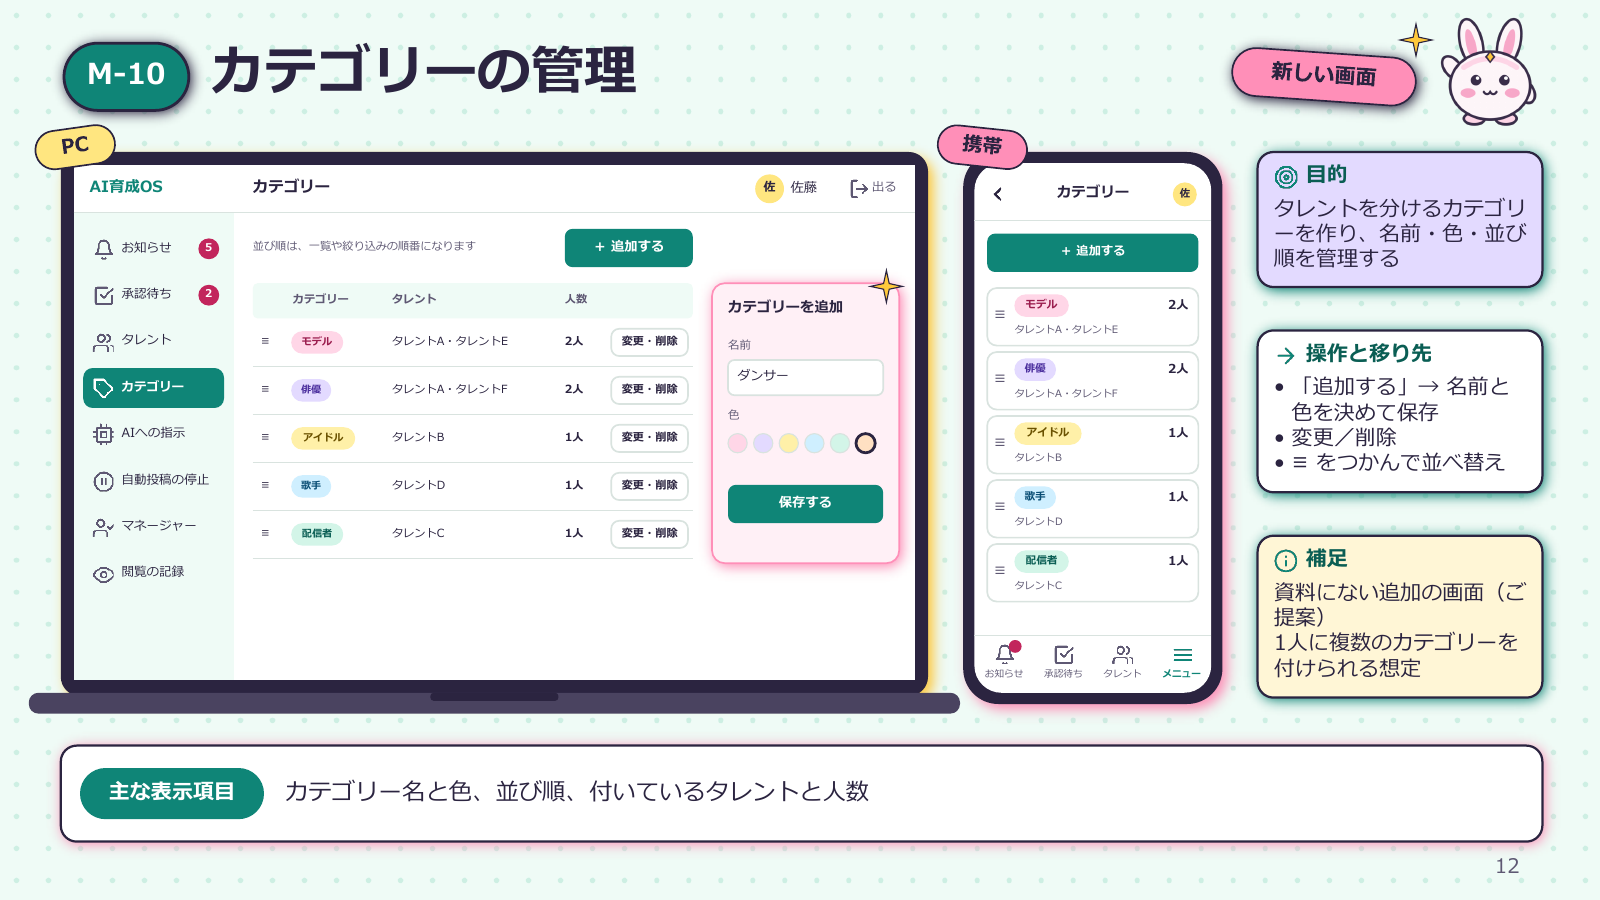 M-10
カテゴリーの管理
新しい画面
PC
AI育成OS
カテゴリー
佐
佐藤
出る
お知らせ
5
承認待ち
2
タレント
カテゴリー
AIへの指示
自動投稿の停止
マネージャー
閲覧の記録
並び順は、一覧や絞り込みの順番になります
+ 追加する
カテゴリー タレント 人数
≡ モデル タレントA・タレントE 2人 変更・削除
≡ 俳優 タレントA・タレントF 2人 変更・削除
≡ アイドル タレントB 1人 変更・削除
≡ 歌手 タレントD 1人 変更・削除
≡ 配信者 タレントC 1人 変更・削除
カテゴリーを追加
名前
ダンサー
色
保存する
携帯
カテゴリー
佐
+ 追加する
≡ モデル 2人
タレントA・タレントE
≡ 俳優 2人
タレントA・タレントF
≡ アイドル 1人
タレントB
≡ 歌手 1人
タレントD
≡ 配信者 1人
タレントC
お知らせ 承認待ち タレント メニュー
目的
タレントを分けるカテゴリ
ーを作り、名前・色・並び
順を管理する
操作と移り先
• 「追加する」→ 名前と
色を決めて保存
• 変更／削除
• ≡ をつかんで並べ替え
補足
資料にない追加の画面（ご
提案）
1人に複数のカテゴリーを
付けられる想定
主な表示項目
カテゴリー名と色、並び順、付いているタレントと人数
12